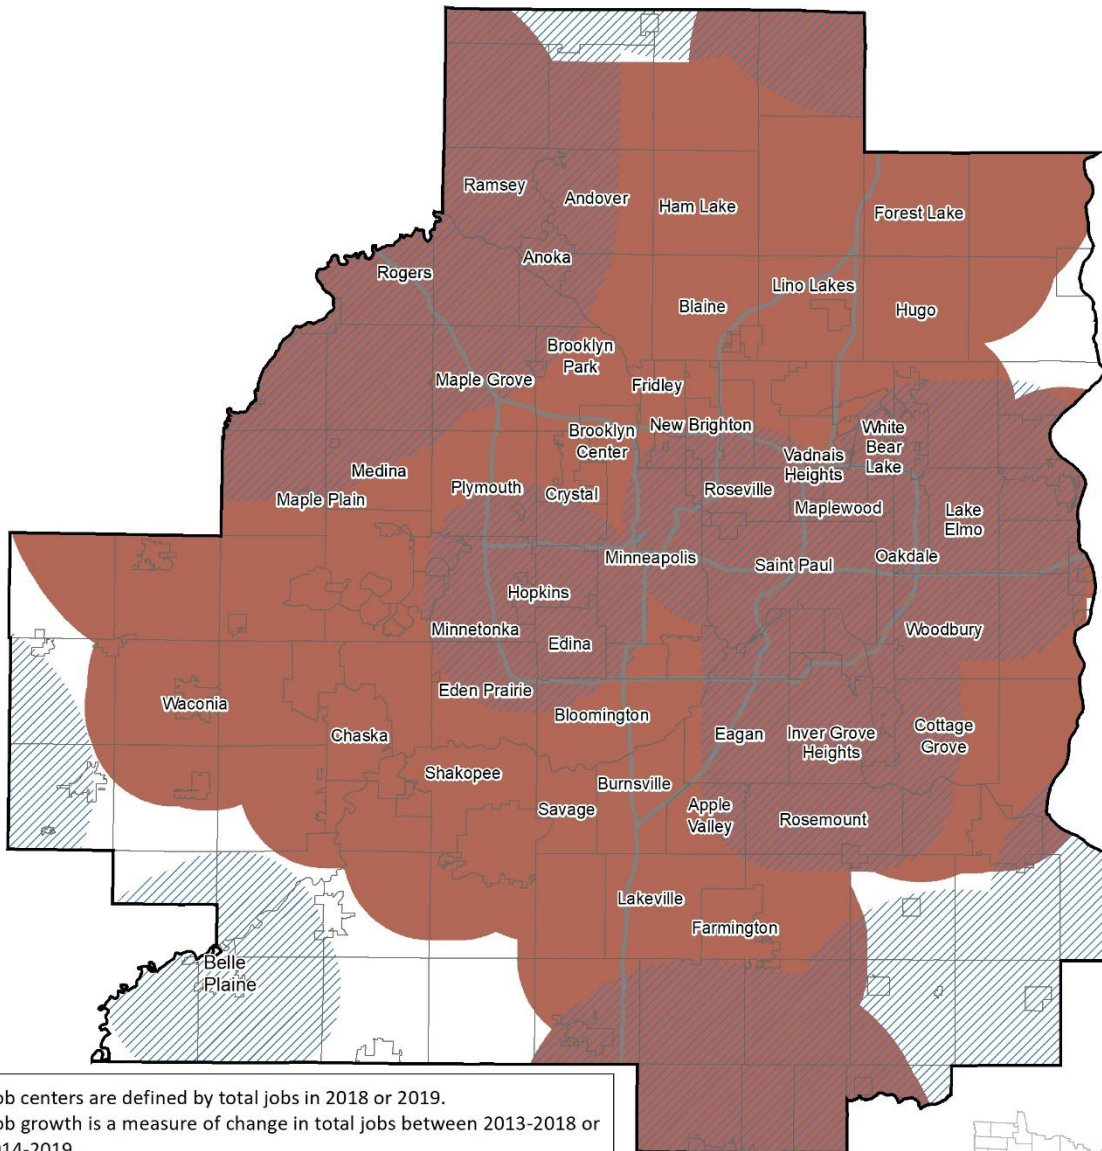 Ramsey
Andover
Ham Lake
Forest Lake
Anoka
Rogers
Lino Lakes
Blaine
Hugo
Brooklyn
Park
Maple Grove
Fridley
New Brighton
White
Bear
Lake
Brooklyn
Center
Vadnais
Heights
Medina
Maple Plain
Plymouth
Crystal
Roseville
Maplewood
Lake
Elmo
Minneapolis
Saint Paul
Oakdale
Hopkins
Minnetonka
Edina
Woodbury
Eden Prairie
Waconia
Bloomington
Chaska
Eagan
Inver Grove
Heights
Cottage
Grove
Shakopee
Burnsville
Savage
Apple
Valley
Rosemount
Lakeville
Farmington
Belle
Plaine
ob centers are defined by total jobs in 2018 or 2019.
ob growth is a measure of change in total jobs between 2013-2018 or
014-2019